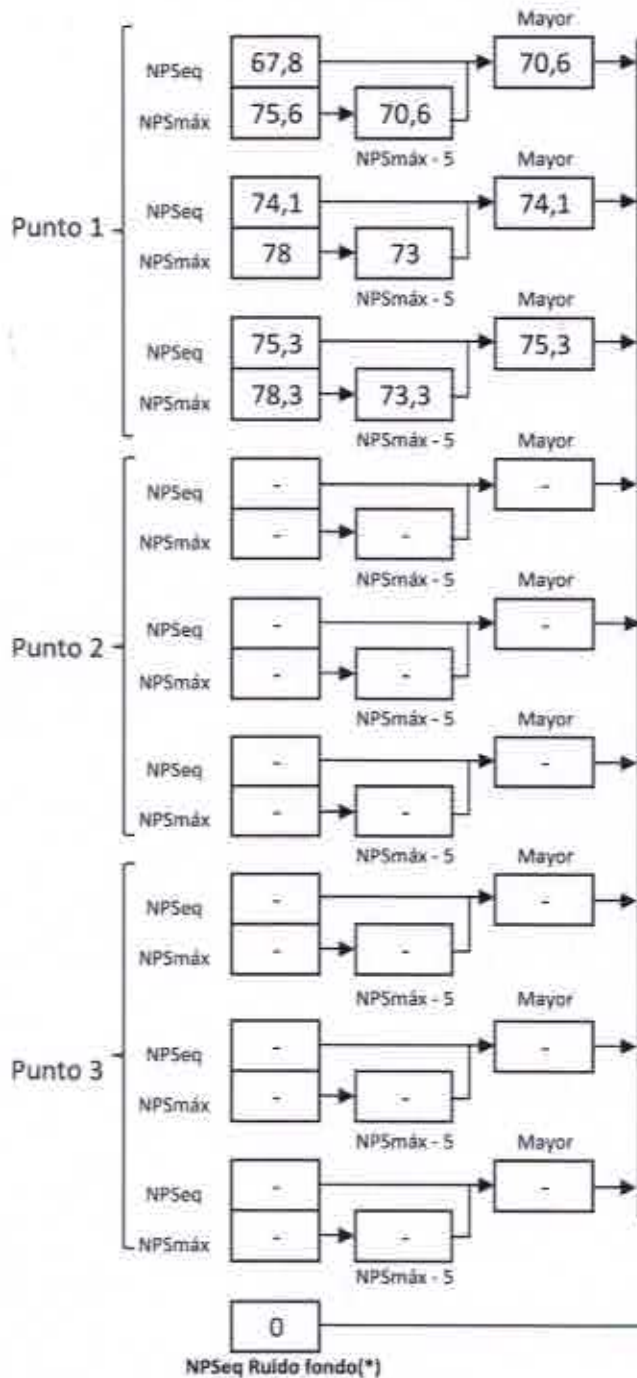 Mayor
NPSeq 67,8 70,6
NPSmáx 75,6 70,6
NPSmáx - 5 Mayor
NPSeq 74,1 74,1
Punto 1
NPSmáx 78 73
NPSmáx - 5 Mayor
NPSeq 75,3 75,3
NPSmáx 78,3 73,3
NPSmáx - 5 Mayor
NPSeq - -
NPSmáx - -
NPSmáx - 5 Mayor
NPSeq - -
Punto 2
NPSmáx - -
NPSmáx - 5 Mayor
NPSeq - -
NPSmáx - -
NPSmáx - 5 Mayor
NPSeq - -
NPSmáx - -
NPSmáx - 5 Mayor
NPSeq - -
Punto 3
NPSmáx - -
NPSmáx - 5 Mayor
NPSeq - -
NPSmáx - -
NPSmáx - 5
0
NPSeq Ruido fondo(*)